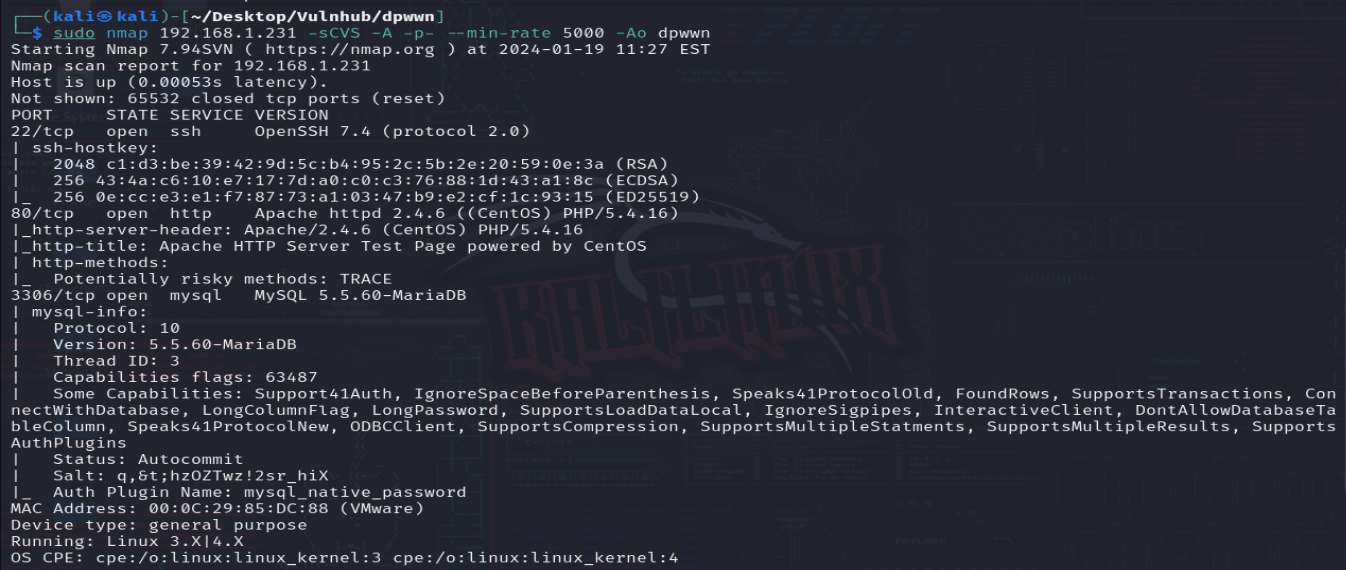 ┌──(kali㉿kali)-[~/Desktop/Vulnhub/dpwwn]
└─$ sudo nmap 192.168.1.231 -sCVS -A -p- --min-rate 5000 -Ao dpwwn
Starting Nmap 7.94SVN ( https://nmap.org ) at 2024-01-19 11:27 EST
Nmap scan report for 192.168.1.231
Host is up (0.00053s latency).
Not shown: 65532 closed tcp ports (reset)
PORT     STATE SERVICE VERSION
22/tcp   open  ssh     OpenSSH 7.4 (protocol 2.0)
| ssh-hostkey:
|   2048 c1:d3:be:39:42:9d:5c:b4:95:2c:5b:2e:20:59:0e:3a (RSA)
|   256 43:4a:c6:10:e7:17:7d:a0:c0:c3:76:88:1d:43:a1:8c (ECDSA)
|_  256 0e:cc:e3:e1:f7:87:73:a1:03:47:b9:e2:cf:1c:93:15 (ED25519)
80/tcp   open  http    Apache httpd 2.4.6 ((CentOS) PHP/5.4.16)
|_http-server-header: Apache/2.4.6 (CentOS) PHP/5.4.16
|_http-title: Apache HTTP Server Test Page powered by CentOS
| http-methods:
|_  Potentially risky methods: TRACE
3306/tcp open  mysql   MySQL 5.5.60-MariaDB
| mysql-info:
|   Protocol: 10
|   Version: 5.5.60-MariaDB
|   Thread ID: 3
|   Capabilities flags: 63487
|   Some Capabilities: Support41Auth, IgnoreSpaceBeforeParenthesis, Speaks41ProtocolOld, FoundRows, SupportsTransactions, Con
nectWithDatabase, LongColumnFlag, LongPassword, SupportsLoadDataLocal, IgnoreSigpipes, InteractiveClient, DontAllowDatabaseTa
bleColumn, Speaks41ProtocolNew, ODBCClient, SupportsCompression, SupportsMultipleStatments, SupportsMultipleResults, Supports
AuthPlugins
|   Status: Autocommit
|   Salt: q,&t;hzOZTwz!2sr_hiX
|_  Auth Plugin Name: mysql_native_password
MAC Address: 00:0C:29:85:DC:88 (VMware)
Device type: general purpose
Running: Linux 3.X|4.X
OS CPE: cpe:/o:linux:linux_kernel:3 cpe:/o:linux:linux_kernel:4
KALI LINUX